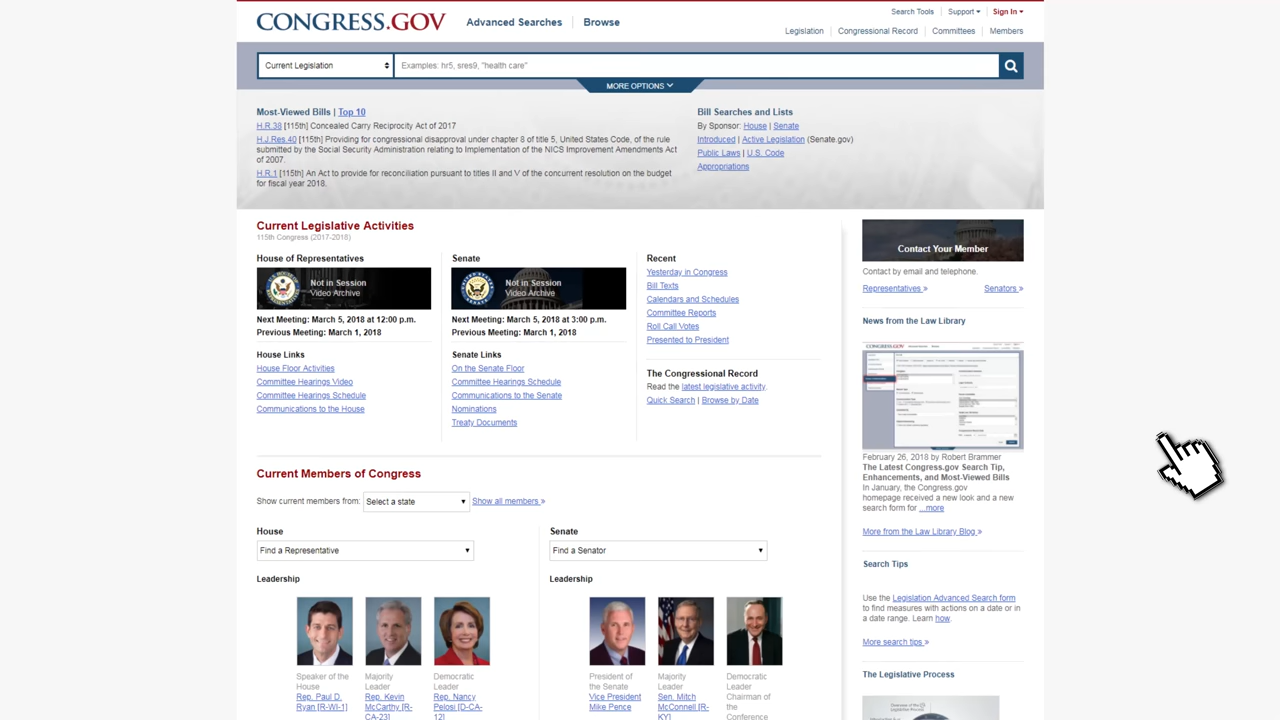 CONGRESS.GOV
Advanced Searches
Browse
Search Tools
Support
Sign In
Legislation
Congressional Record
Committees
Members
Current Legislation
Examples: hr5, sres9, "health care"
MORE OPTIONS
Most-Viewed Bills | Top 10
H.R.38 [115th] Concealed Carry Reciprocity Act of 2017
H.J.Res.40 [115th] Providing for congressional disapproval under chapter 8 of title 5, United States Code, of the rule
submitted by the Social Security Administration relating to Implementation of the NICS Improvement Amendments Act
of 2007.
H.R.1 [115th] An Act to provide for reconciliation pursuant to titles II and V of the concurrent resolution on the budget
for fiscal year 2018.
Bill Searches and Lists
By Sponsor: House | Senate
Introduced | Active Legislation (Senate.gov)
Public Laws | U.S. Code
Appropriations
Current Legislative Activities
115th Congress (2017-2018)
House of Representatives
Not in Session
Video Archive
Next Meeting: March 5, 2018 at 12:00 p.m.
Previous Meeting: March 1, 2018
House Links
House Floor Activities
Committee Hearings Video
Committee Hearings Schedule
Communications to the House
Senate
Not in Session
Video Archive
Next Meeting: March 5, 2018 at 3:00 p.m.
Previous Meeting: March 1, 2018
Senate Links
On the Senate Floor
Committee Hearings Schedule
Communications to the Senate
Nominations
Treaty Documents
Recent
Yesterday in Congress
Bill Texts
Calendars and Schedules
Committee Reports
Roll Call Votes
Presented to President
The Congressional Record
Read the latest legislative activity.
Quick Search | Browse by Date
Current Members of Congress
Show current members from: Select a state Show all members »
House
Find a Representative
Leadership
Speaker of the
House
Rep. Paul D.
Ryan [R-WI-1]
Majority
Leader
Rep. Kevin
McCarthy [R-
CA-23]
Democratic
Leader
Rep. Nancy
Pelosi [D-CA-
12]
Senate
Find a Senator
Leadership
President of
the Senate
Vice President
Mike Pence
Majority
Leader
Sen. Mitch
McConnell [R-
KY]
Democratic
Leader
Chairman of
the
Conference
Contact Your Member
Contact by email and telephone.
Representatives »
Senators »
News from the Law Library
CONGRESS.GOV
February 26, 2018 by Robert Brammer
The Latest Congress.gov Search Tip,
Enhancements, and Most-Viewed Bills
In January, the Congress.gov
homepage received a new look and a new
search form for ...more
More from the Law Library Blog »
Search Tips
Use the Legislation Advanced Search form
to find measures with actions on a date or in
a date range. Learn how.
More search tips »
The Legislative Process